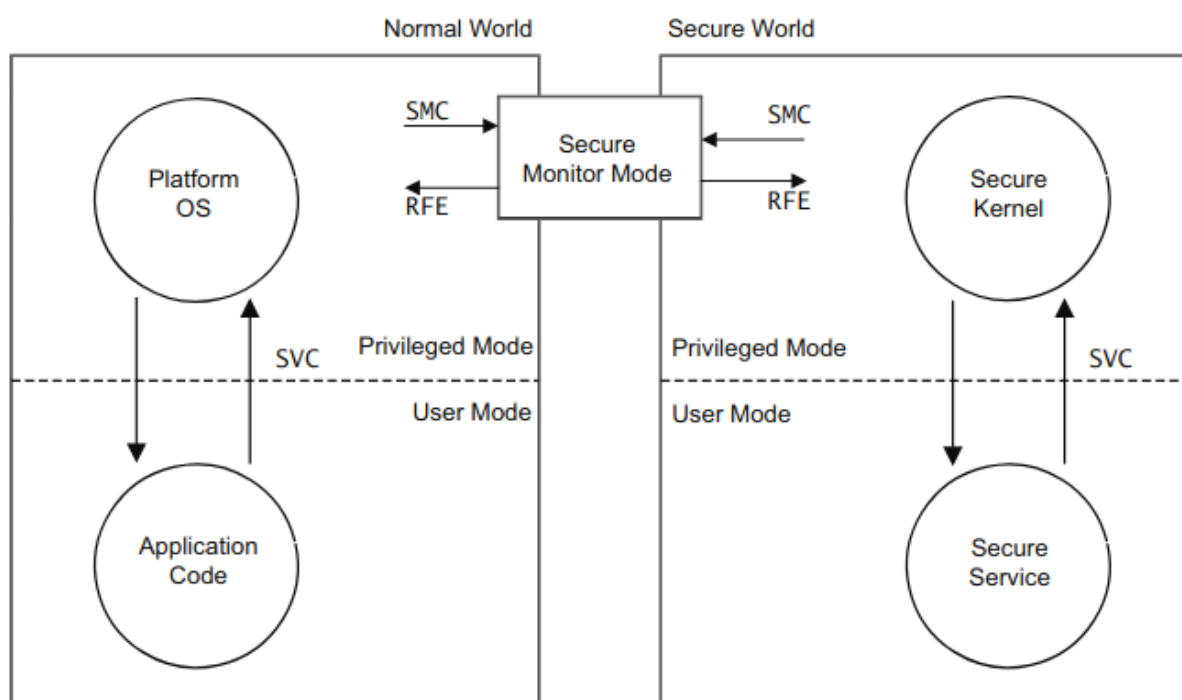 Normal World
Secure World
SMC
SMC
Secure
Monitor Mode
RFE
RFE
Platform
OS
Secure
Kernel
SVC
Privileged Mode
Privileged Mode
SVC
User Mode
User Mode
Application
Code
Secure
Service